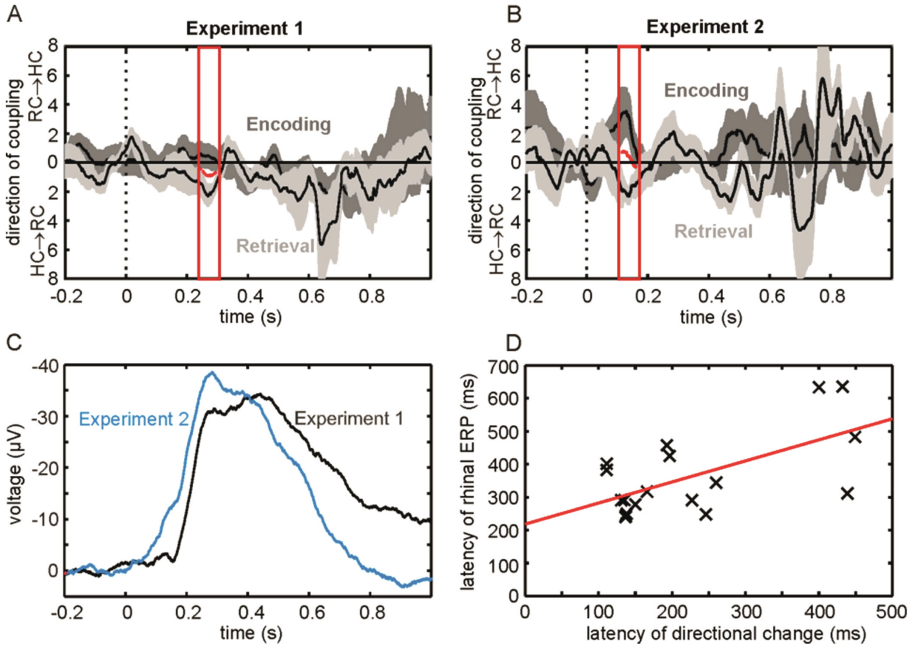 A
Experiment 1
direction of coupling
HC→RC RC→HC
8
6
4
2
0
2
4
6
8
Encoding
Retrieval
-0.2 0 0.2 0.4 0.6 0.8
time (s)
B
Experiment 2
direction of coupling
HC→RC RC→HC
8
6
4
2
0
2
4
6
8
Encoding
Retrieval
-0.2 0 0.2 0.4 0.6 0.8
time (s)
C
voltage (µV)
-40
-30
-20
-10
0
Experiment 2 Experiment 1
-0.2 0 0.2 0.4 0.6 0.8
time (s)
D
latency of rhinal ERP (ms)
700
600
500
400
300
200
100
0
0 100 200 300 400 500
latency of directional change (ms)